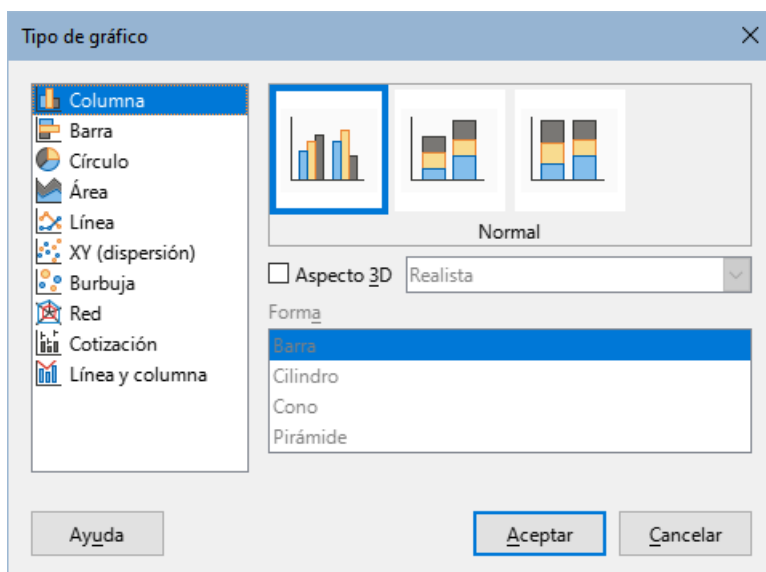 Tipo de gráfico
Columna
Barra
Círculo
Área
Línea
XY (dispersión)
Burbuja
Red
Cotización
Línea y columna
Normal
Aspecto 3D
Realista
Forma
Barra
Cilindro
Cono
Pirámide
Ayuda
Aceptar
Cancelar